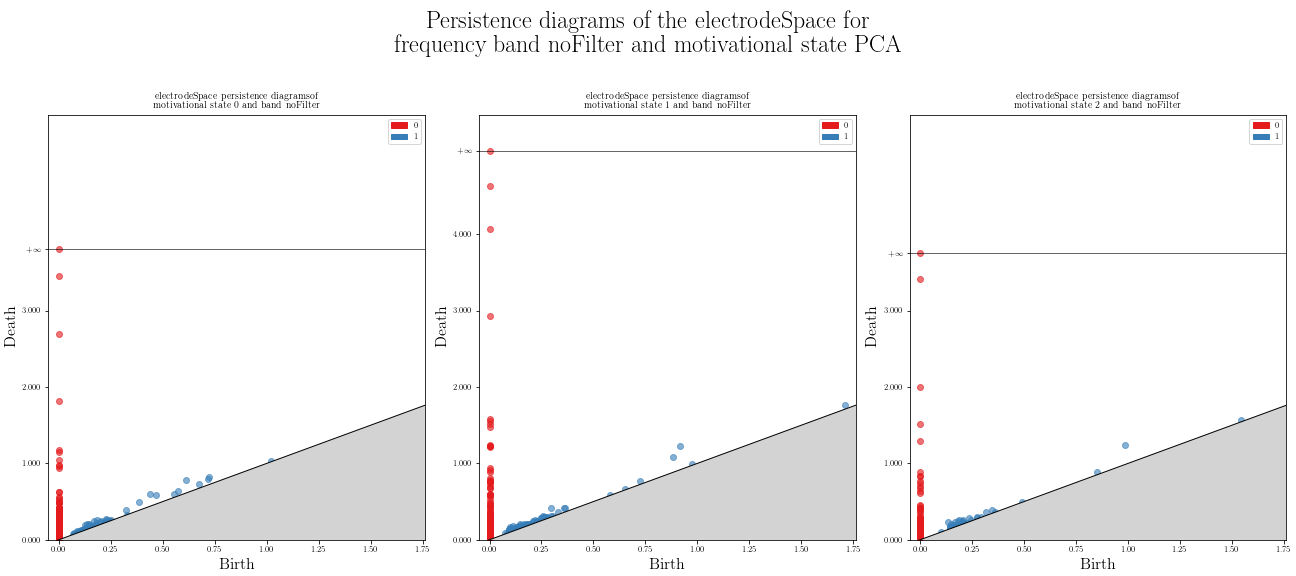 Persistence diagrams of the electrodeSpace for
frequency band noFilter and motivational state PCA
electrodeSpace persistence diagramsof
motivational state 0 and band noFilter
0
1
+∞
3.000
2.000
1.000
0.000
Death
0.00 0.25 0.50 0.75 1.00 1.25 1.50 1.75
Birth
electrodeSpace persistence diagramsof
motivational state 1 and band noFilter
0
1
+∞
4.000
3.000
2.000
1.000
0.000
Death
0.00 0.25 0.50 0.75 1.00 1.25 1.50 1.75
Birth
electrodeSpace persistence diagramsof
motivational state 2 and band noFilter
0
1
+∞
3.000
2.000
1.000
0.000
Death
0.00 0.25 0.50 0.75 1.00 1.25 1.50 1.75
Birth